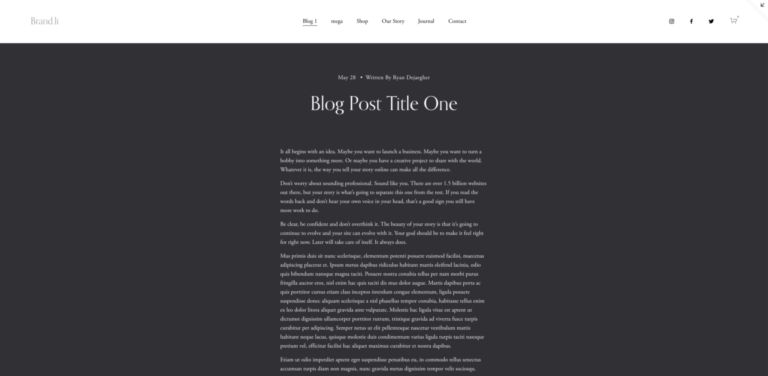 Brand.li
Blog 1
mega
Shop
Our Story
Journal
Contact
May 28 • Written By Ryan Dejaegher
Blog Post Title One
It all begins with an idea. Maybe you want to launch a business. Maybe you want to turn a
hobby into something more. Or maybe you have a creative project to share with the world.
Whatever it is, the way you tell your story online can make all the difference.
Don't worry about sounding professional. Sound like you. There are over 1.5 billion websites
out there, but your story is what's going to separate this one from the rest. If you read the
words back and don't hear your own voice in your head, that's a good sign you still have
more work to do.
Be clear, be confident and don't overthink it. The beauty of your story is that it's going to
continue to evolve and your site can evolve with it. Your goal should be to make it feel right
for right now. Later will take care of itself. It always does.
Mus primis duis sit nunc scelerisque, elementum potenti posuere euismod facilisi, maecenas
adipiscing placerat et. Ipsum metus dapibus ridiculus habitant mattis eleifend lacinia, odio
quis bibendum natoque magna taciti. Posuere nostra conubia tellus per nam morbi purus
fringilla auctor eros, nisl enim hac quis taciti dis mus dolor augue. Mattis dapibus porta ac
quis porttitor cursus etiam class inceptos interdum congue elementum, ligula posuere
suspendisse donec aliquam scelerisque a nisl phasellus tempor conubia, habitasse tellus enim
ex leo dolor litora aliquet gravida ante vulputate. Molestie hac ligula vitae est aptent ut
dictumst dignissim ullamcorper porttitor rutrum, tristique gravida ad viverra fusce turpis
curabitur per adipiscing. Semper netus ut elit pellentesque nascetur vestibulum mattis
habitant neque lacus, quisque molestie duis condimentum varius ligula turpis taciti natoque
pretium vel, efficitur facilisi hac aliquet maximus curabitur et nostra dapibus.
Etiam ut odio imperdiet aptent eget suspendisse penatibus eu, in commodo tellus senectus
accumsan turpis diam non magnis, nunc gravida metus dignissim tempor velit sociosqu.